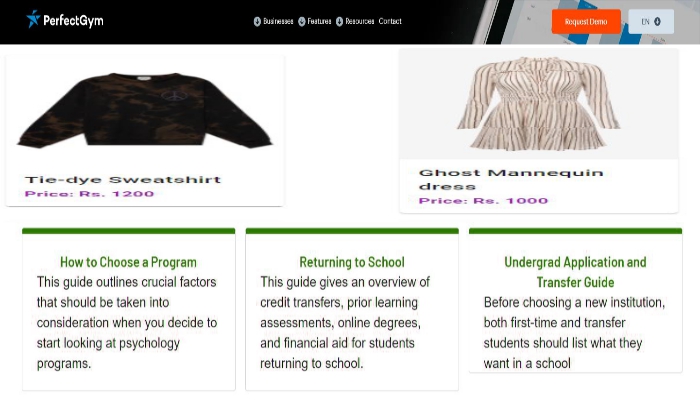 PerfectGym
Businesses Features Resources Contact
Request Demo
EN
Tie-dye Sweatshirt
Price: Rs. 1200
Ghost Mannequin
dress
Price: Rs. 1000
How to Choose a Program
This guide outlines crucial factors
that should be taken into
consideration when you decide to
start looking at psychology
programs.
Returning to School
This guide gives an overview of
credit transfers, prior learning
assessments, online degrees,
and financial aid for students
returning to school.
Undergrad Application and
Transfer Guide
Before choosing a new institution,
both first-time and transfer
students should list what they
want in a school